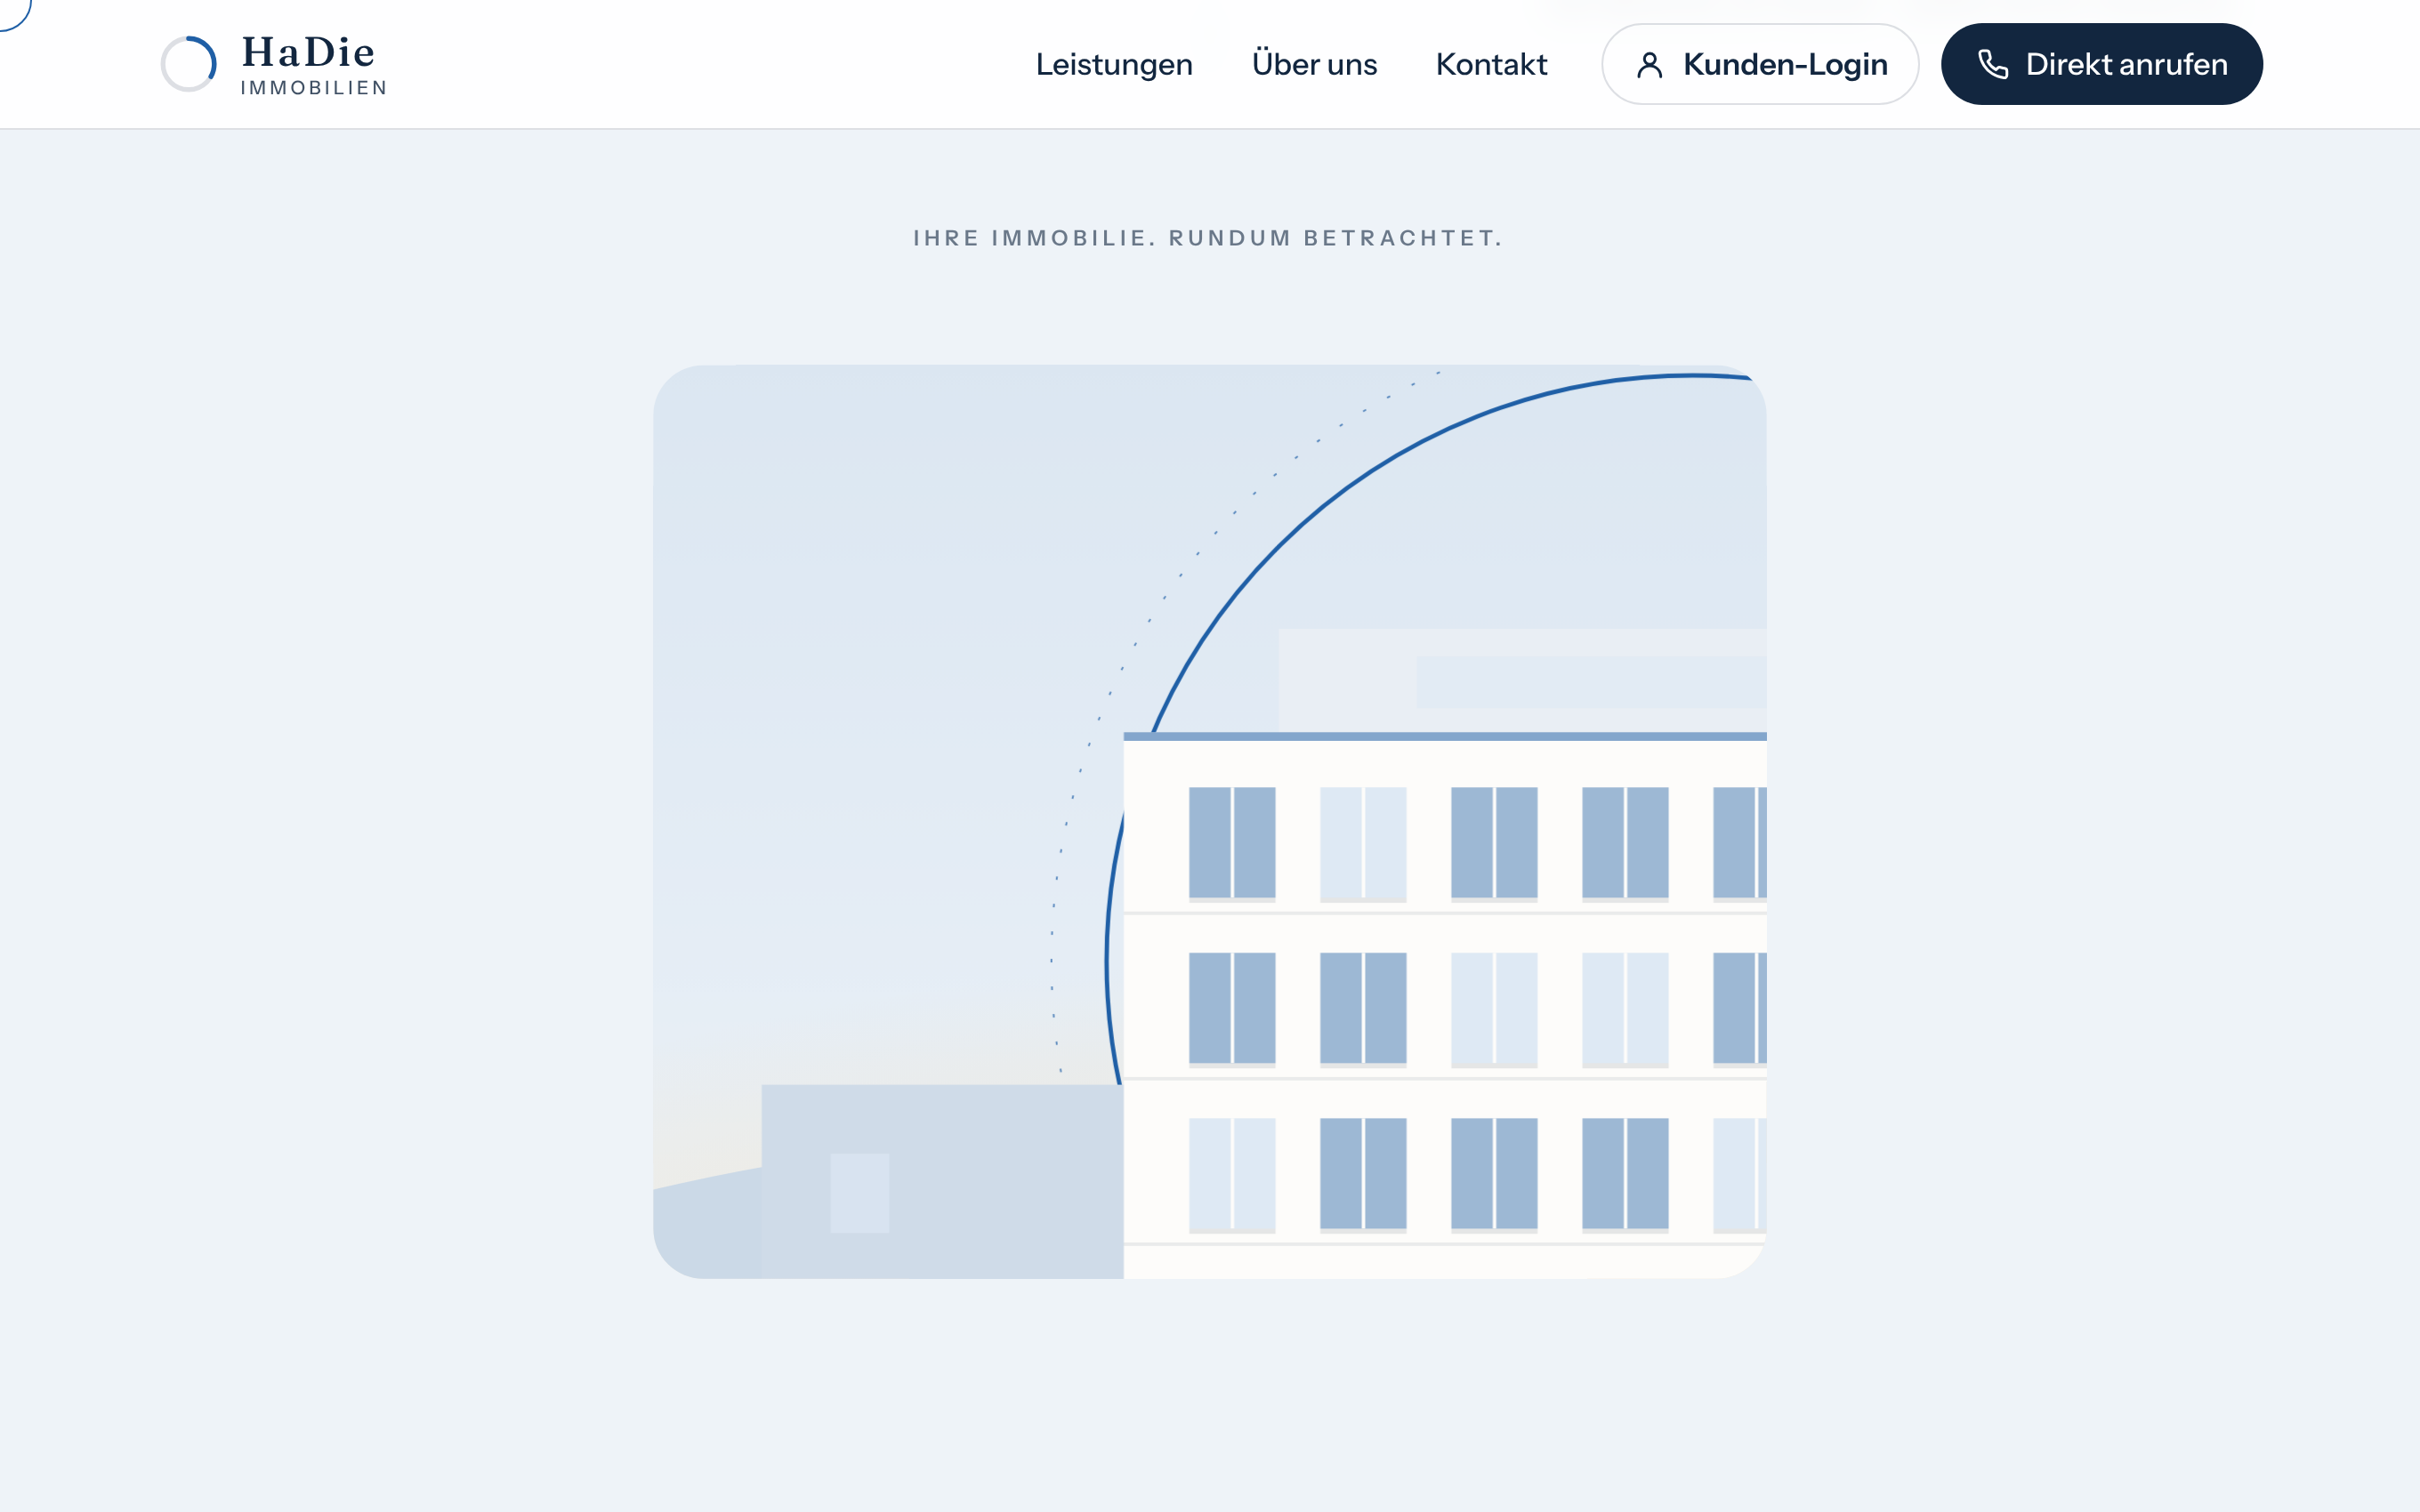 HaDie
IMMOBILIEN
Leistungen
Über uns
Kontakt
Kunden-Login
Direkt anrufen
IHRE IMMOBILIE. RUNDUM BETRACHTET.